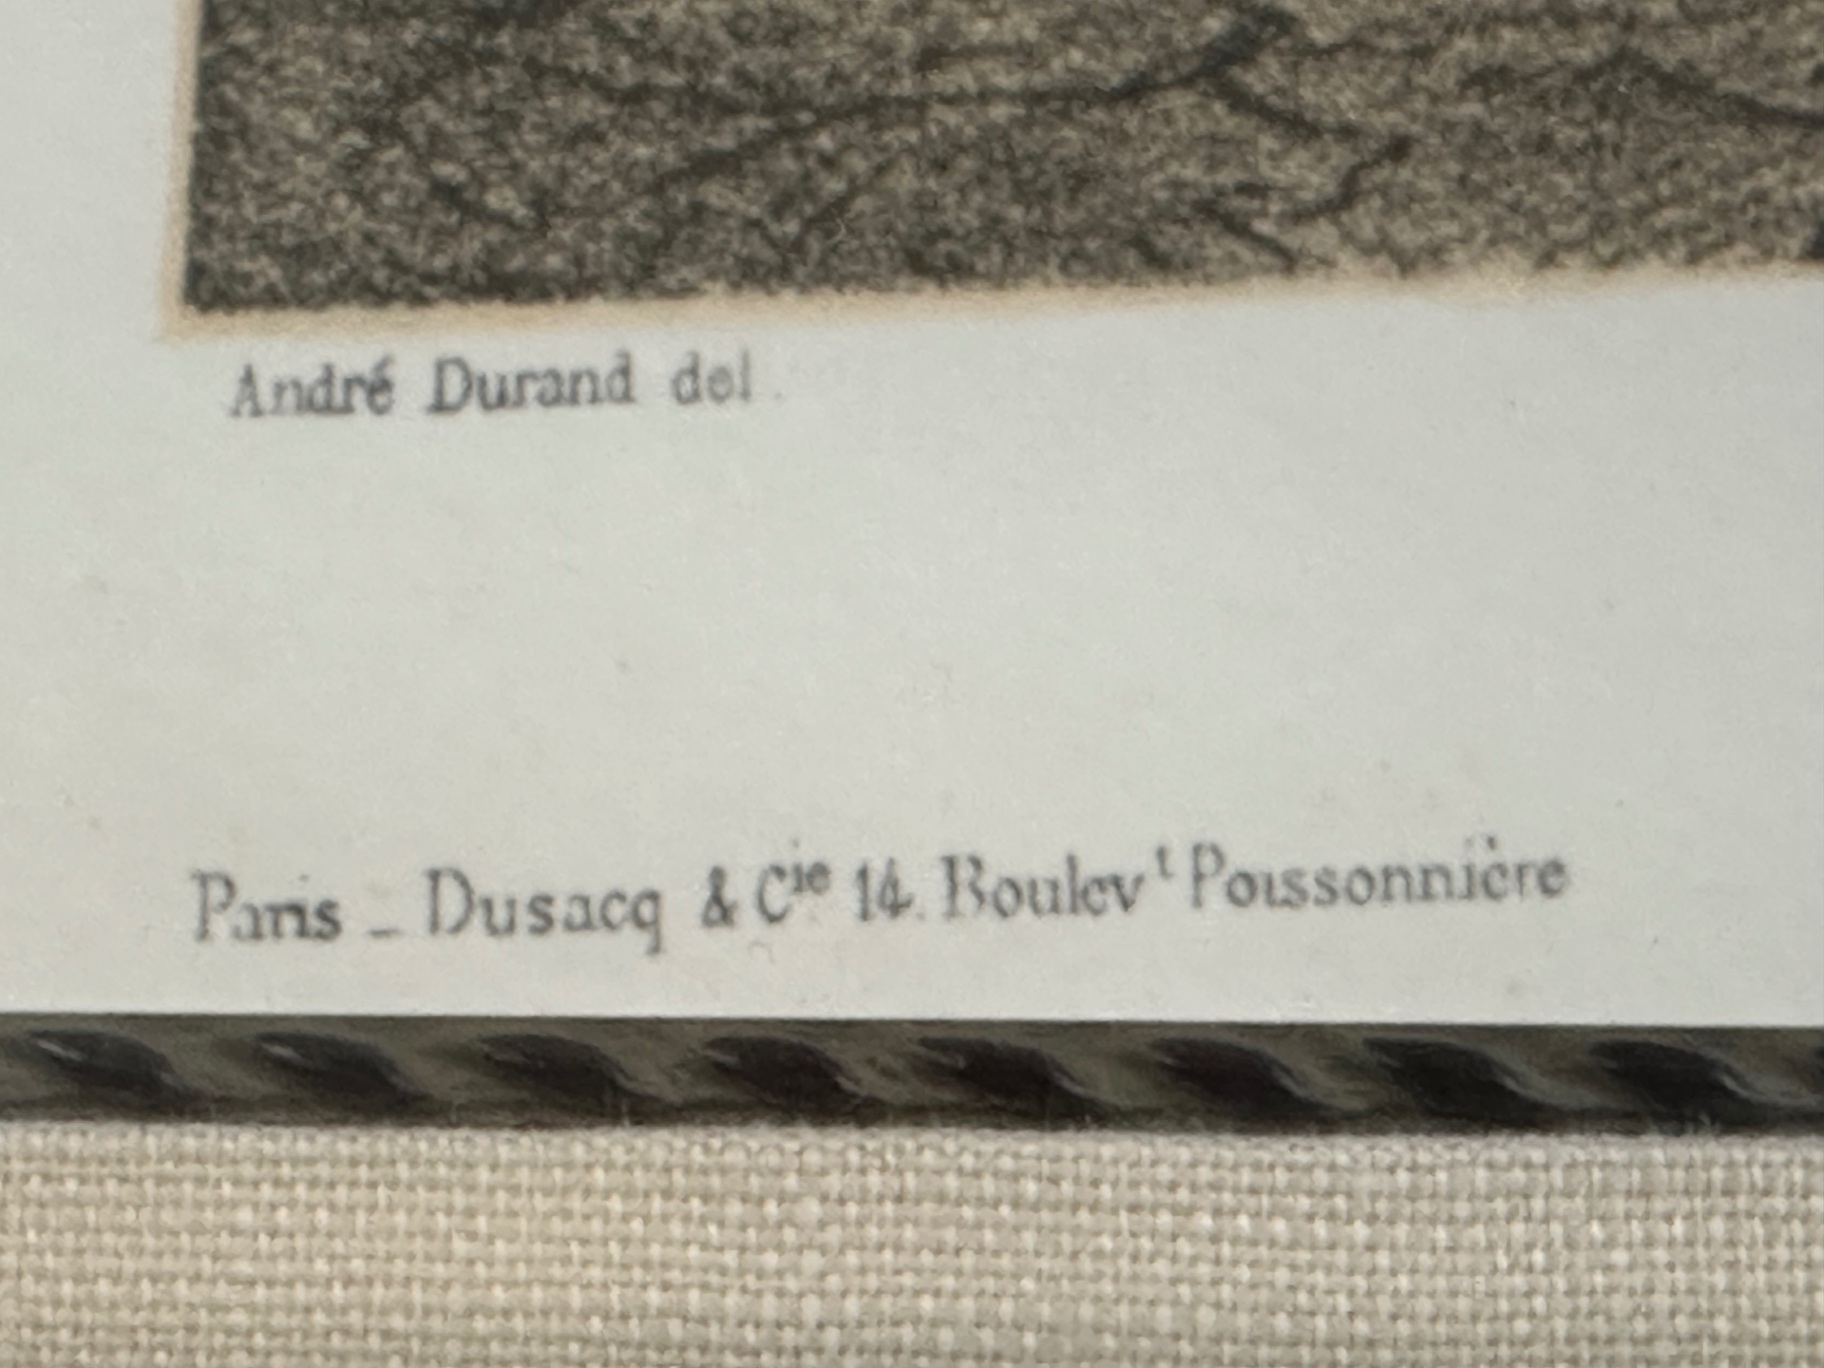 André Durand del.
Paris _ Dusacq & Cie 14. Boulevt Poissonnière